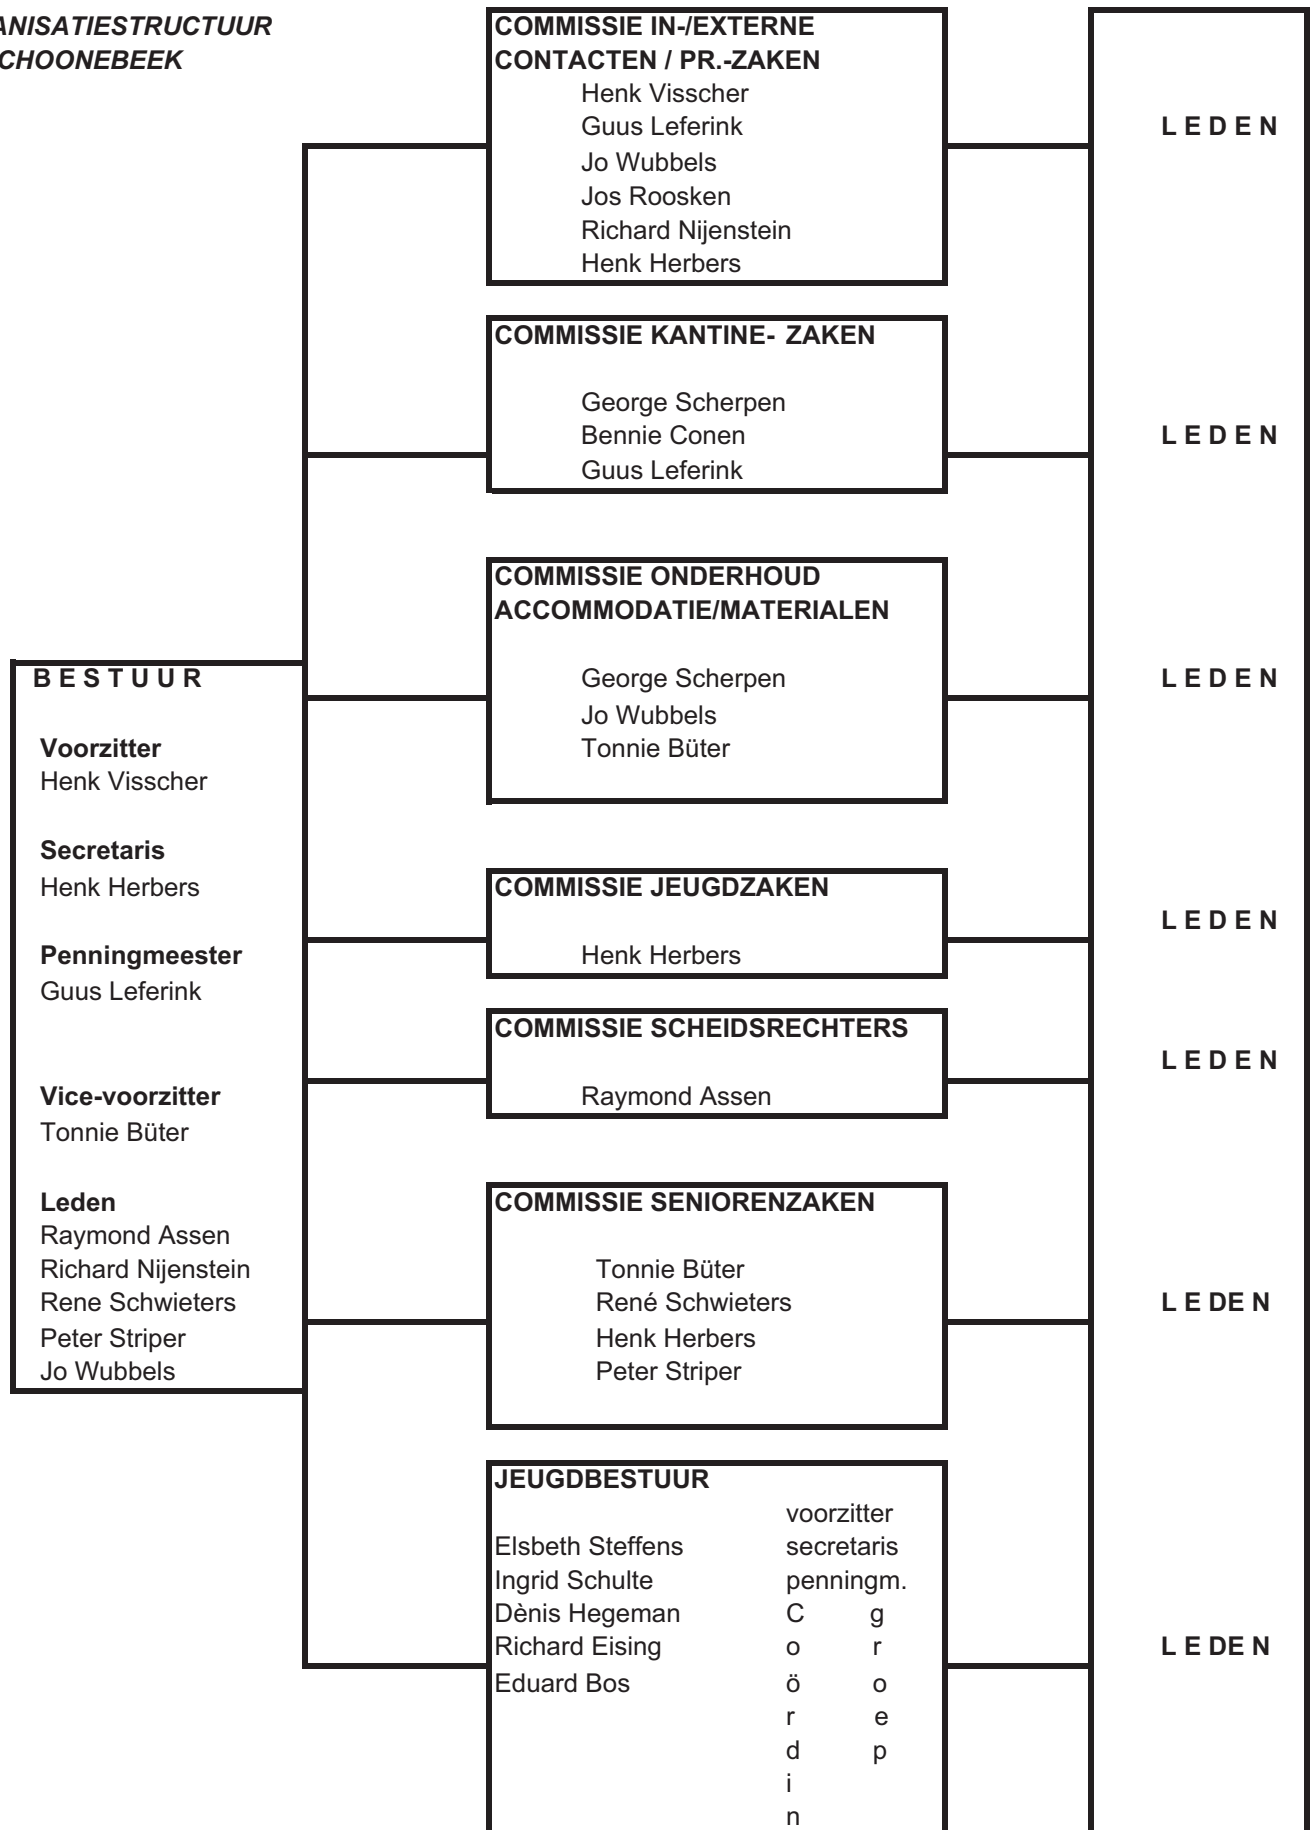 ANISATIESTRUCTUUR
CHOONEBEEK
COMMISSIE IN-/EXTERNE
CONTACTEN / PR.-ZAKEN
Henk Visscher
Guus Leferink
Jo Wubbels
Jos Roosken
Richard Nijenstein
Henk Herbers
L E D E N
COMMISSIE KANTINE- ZAKEN
George Scherpen
Bennie Conen
Guus Leferink
L E D E N
COMMISSIE ONDERHOUD
ACCOMMODATIE/MATERIALEN
George Scherpen
Jo Wubbels
Tonnie Büter
L E D E N
B E S T U U R
Voorzitter
Henk Visscher
Secretaris
Henk Herbers
Penningmeester
Guus Leferink
Vice-voorzitter
Tonnie Büter
Leden
Raymond Assen
Richard Nijenstein
Rene Schwieters
Peter Striper
Jo Wubbels
COMMISSIE JEUGDZAKEN
Henk Herbers
L E D E N
COMMISSIE SCHEIDSRECHTERS
Raymond Assen
L E D E N
COMMISSIE SENIORENZAKEN
Tonnie Büter
René Schwieters
Henk Herbers
Peter Striper
L E DE N
JEUGDBESTUUR
voorzitter
Elsbeth Steffens secretaris
Ingrid Schulte penningm.
Dènis Hegeman C g
Richard Eising o r
Eduard Bos ö o
r e
d p
i
n
L E DE N